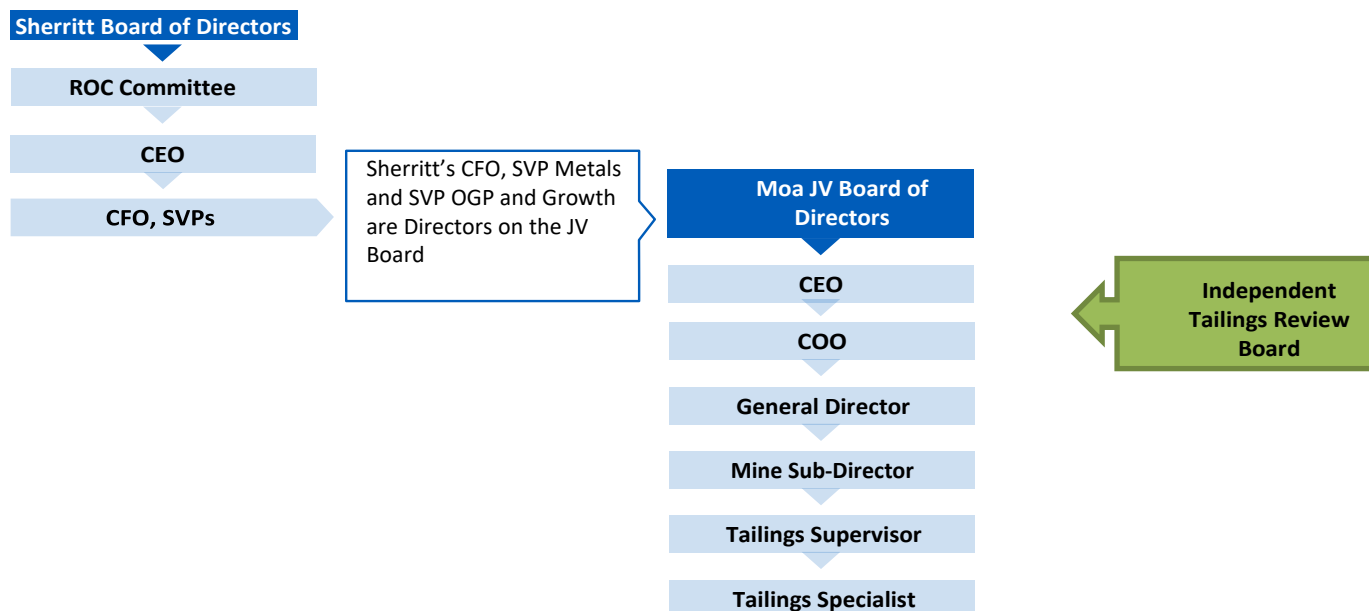 Sherritt Board of Directors
ROC Committee
CEO
CFO, SVPs
Sherritt’s CFO, SVP Metals
and SVP OGP and Growth
are Directors on the JV
Board
Moa JV Board of
Directors
CEO
COO
General Director
Mine Sub-Director
Tailings Supervisor
Tailings Specialist
Independent
Tailings Review
Board